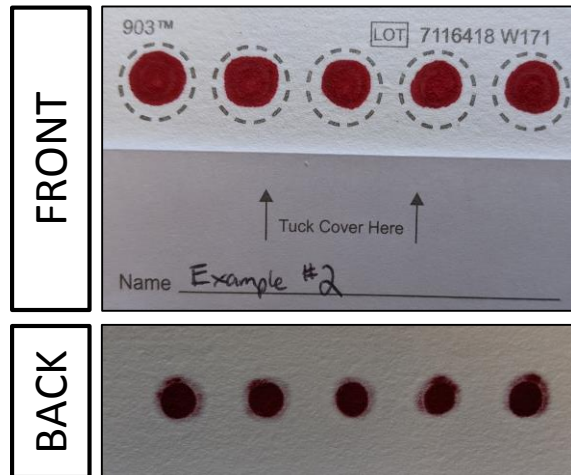 FRONT
903™
LOT 7116418 W171
Tuck Cover Here
Name Example #2
BACK